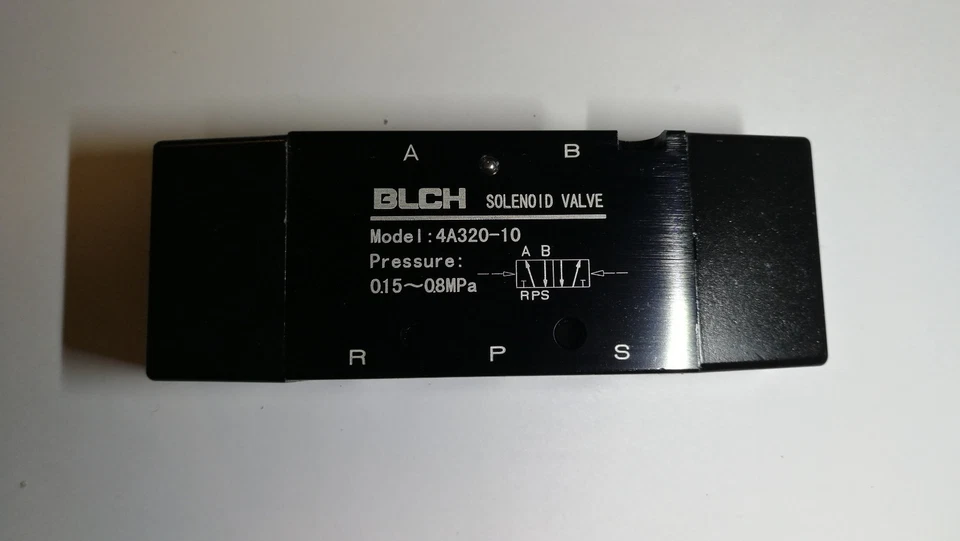 A B
BLCH SOLENOID VALVE
Model:4A320-10
Pressure:
0.15~0.8MPa
A B
RPS
R P S